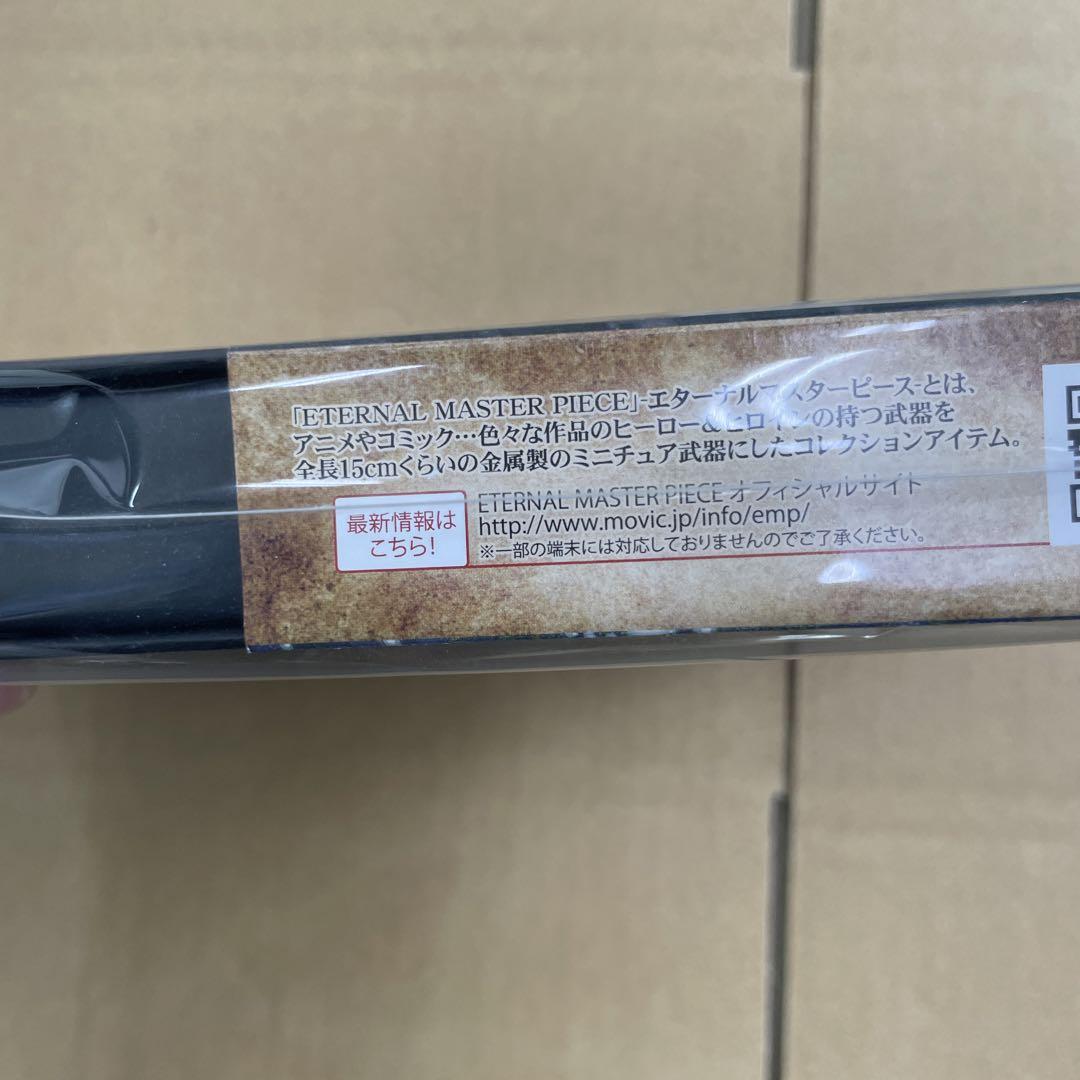 「ETERNAL MASTER PIECE」-エターナルマスターピース-とは、
アニメやコミック…色々な作品のヒーロー&ヒロインの持つ武器を
全長15cmくらいの金属製のミニチュア武器にしたコレクションアイテム。
最新情報は
こちら!
ETERNAL MASTER PIECE オフィシャルサイト
http://www.movic.jp/info/emp/
※一部の端末には対応しておりませんのでご了承ください。